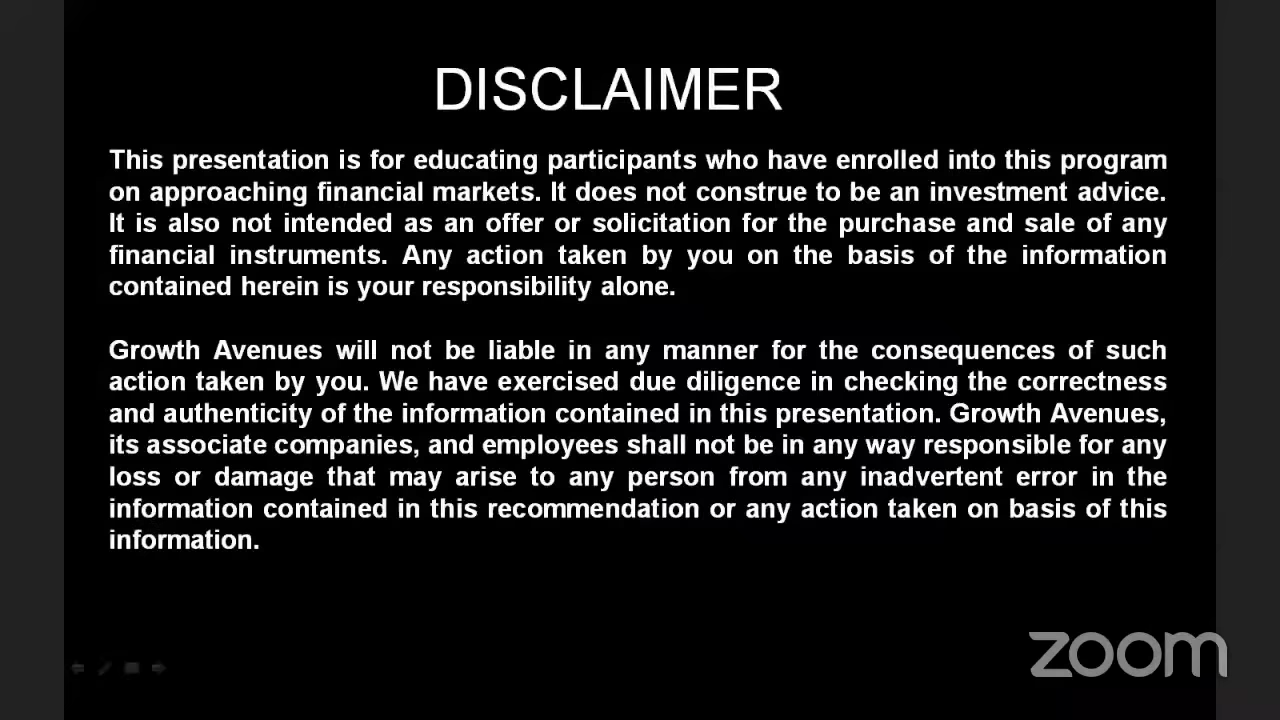 DISCLAIMER
This presentation is for educating participants who have enrolled into this program
on approaching financial markets. It does not construe to be an investment advice.
It is also not intended as an offer or solicitation for the purchase and sale of any
financial instruments. Any action taken by you on the basis of the information
contained herein is your responsibility alone.
Growth Avenues will not be liable in any manner for the consequences of such
action taken by you. We have exercised due diligence in checking the correctness
and authenticity of the information contained in this presentation. Growth Avenues,
its associate companies, and employees shall not be in any way responsible for any
loss or damage that may arise to any person from any inadvertent error in the
information contained in this recommendation or any action taken on basis of this
information.
zoom